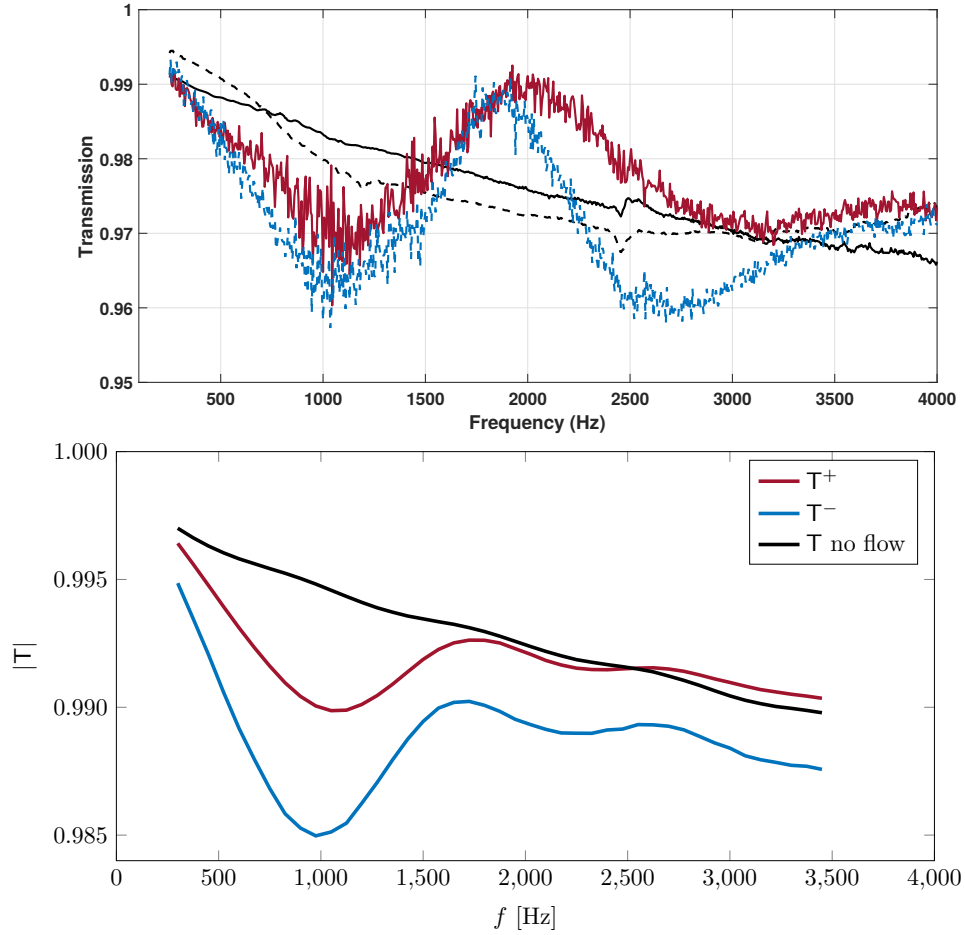 1
0.99
0.98
0.97
0.96
0.95
Transmission
500 1000 1500 2000 2500 3000 3500 4000
Frequency (Hz)
1.000
0.995
0.990
0.985
|T|
T+
T−
T no flow
0 500 1,000 1,500 2,000 2,500 3,000 3,500 4,000
f [Hz]